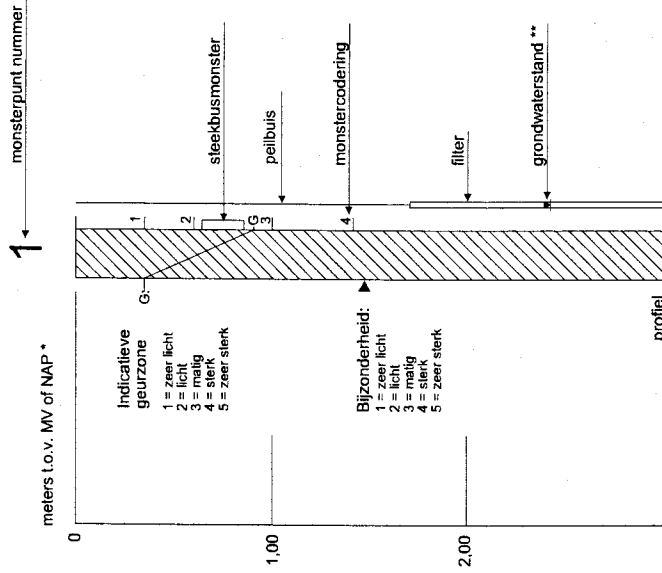 monsterpunt nummer
1
meters t.o.v. MV of NAP *
0
1,00
2,00
Indicatieve
geurzone
1 = zeer licht
2 = licht
3 = matig
4 = sterk
5 = zeer sterk
G:
Bijzonderheid:
1 = zeer licht
2 = licht
3 = matig
4 = sterk
5 = zeer sterk
profiel
1
2
G
3
4
steekbusmonster
peilbuis
monstercodering
filter
grondwaterstand **